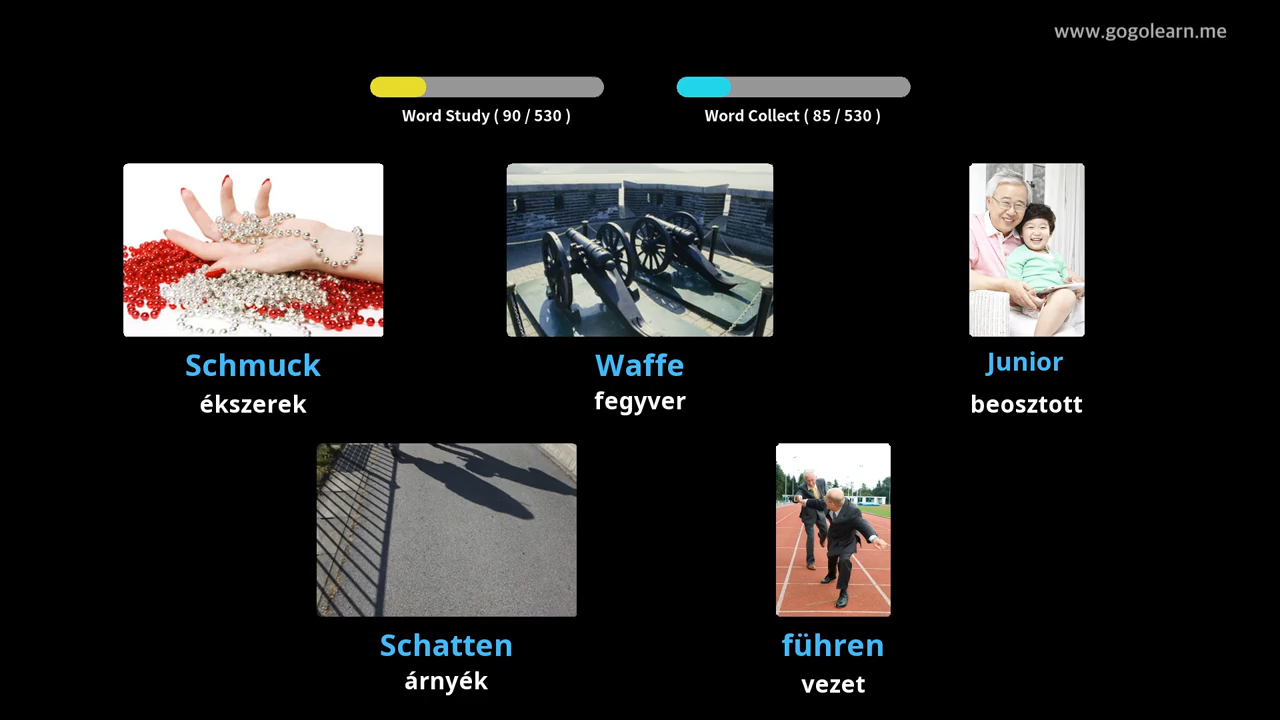 www.gogolearn.me
Word Study ( 90 / 530 )
Word Collect ( 85 / 530 )
Schmuck
ékszerek
Waffe
fegyver
Junior
beosztott
Schatten
árnyék
führen
vezet